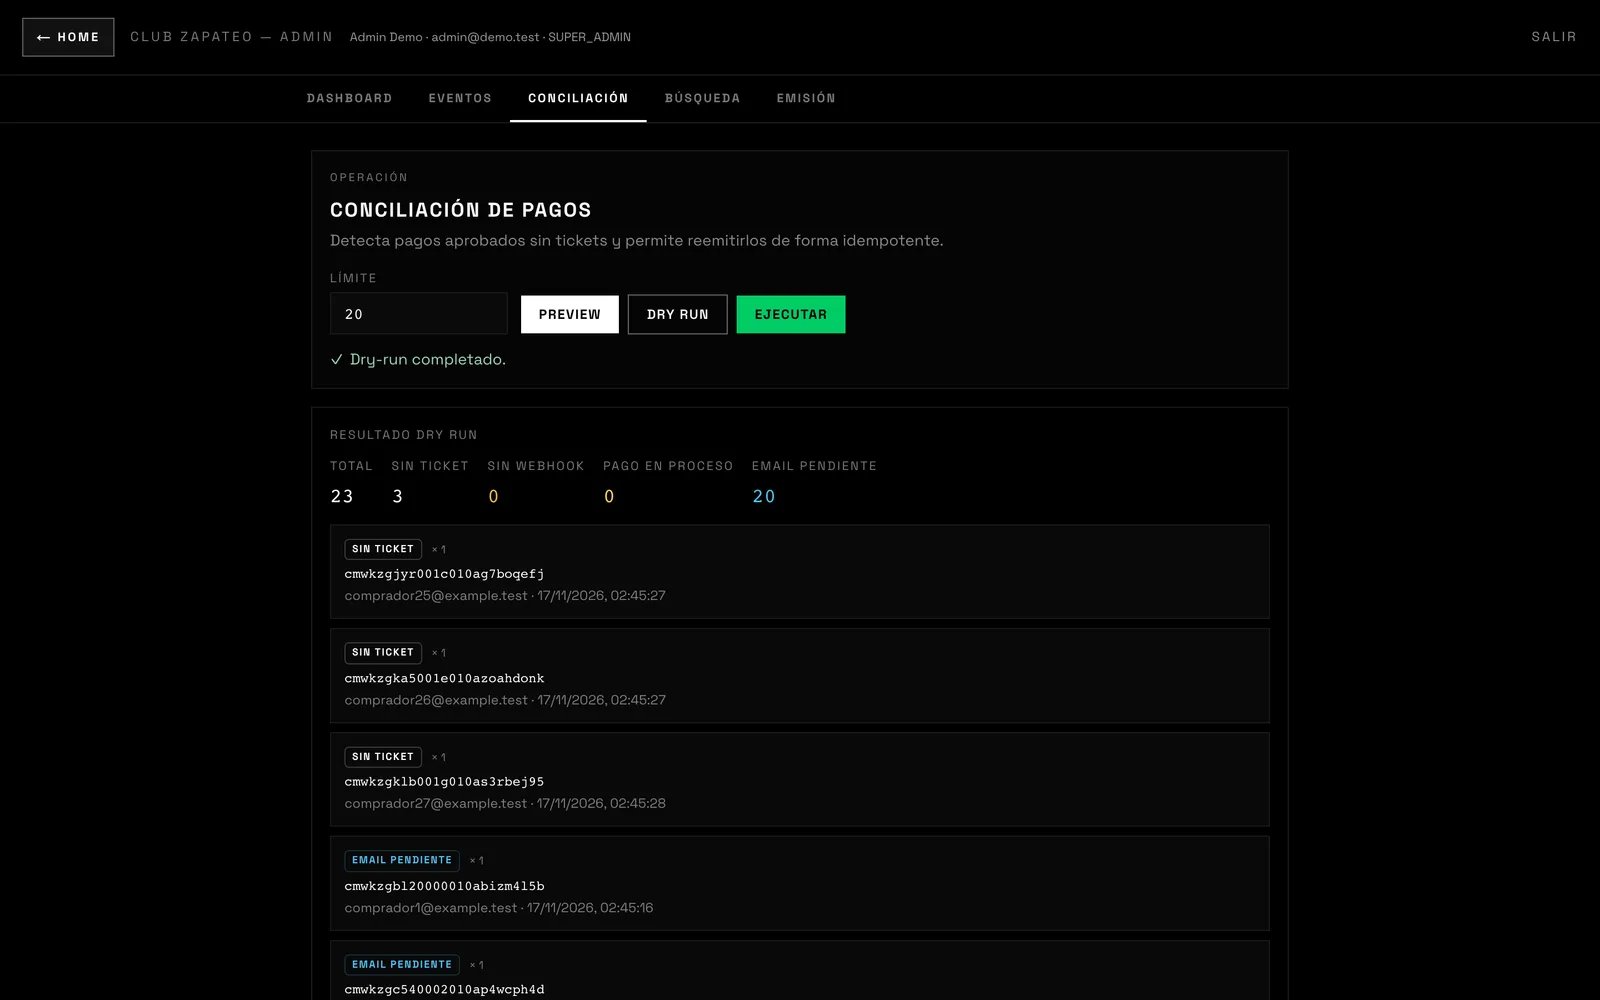 ← HOME
CLUB ZAPATEO — ADMIN
Admin Demo · admin@demo.test · SUPER_ADMIN
SALIR
DASHBOARD
EVENTOS
CONCILIACIÓN
BÚSQUEDA
EMISIÓN
OPERACIÓN
CONCILIACIÓN DE PAGOS
Detecta pagos aprobados sin tickets y permite reemitirlos de forma idempotente.
LÍMITE
20
PREVIEW
DRY RUN
EJECUTAR
✓ Dry-run completado.
RESULTADO DRY RUN
TOTAL
SIN TICKET
SIN WEBHOOK
PAGO EN PROCESO
EMAIL PENDIENTE
23
3
0
0
20
SIN TICKET ×1
cmwkzgjyr001c010ag7boqefj
comprador25@example.test · 17/11/2026, 02:45:27
SIN TICKET ×1
cmwkzgka5001e010azoahdonk
comprador26@example.test · 17/11/2026, 02:45:27
SIN TICKET ×1
cmwkzgklb001g010as3rbej95
comprador27@example.test · 17/11/2026, 02:45:28
EMAIL PENDIENTE ×1
cmwkzgbl20000010abizm4l5b
comprador1@example.test · 17/11/2026, 02:45:16
EMAIL PENDIENTE ×1
cmwkzgc540002010ap4wcph4d